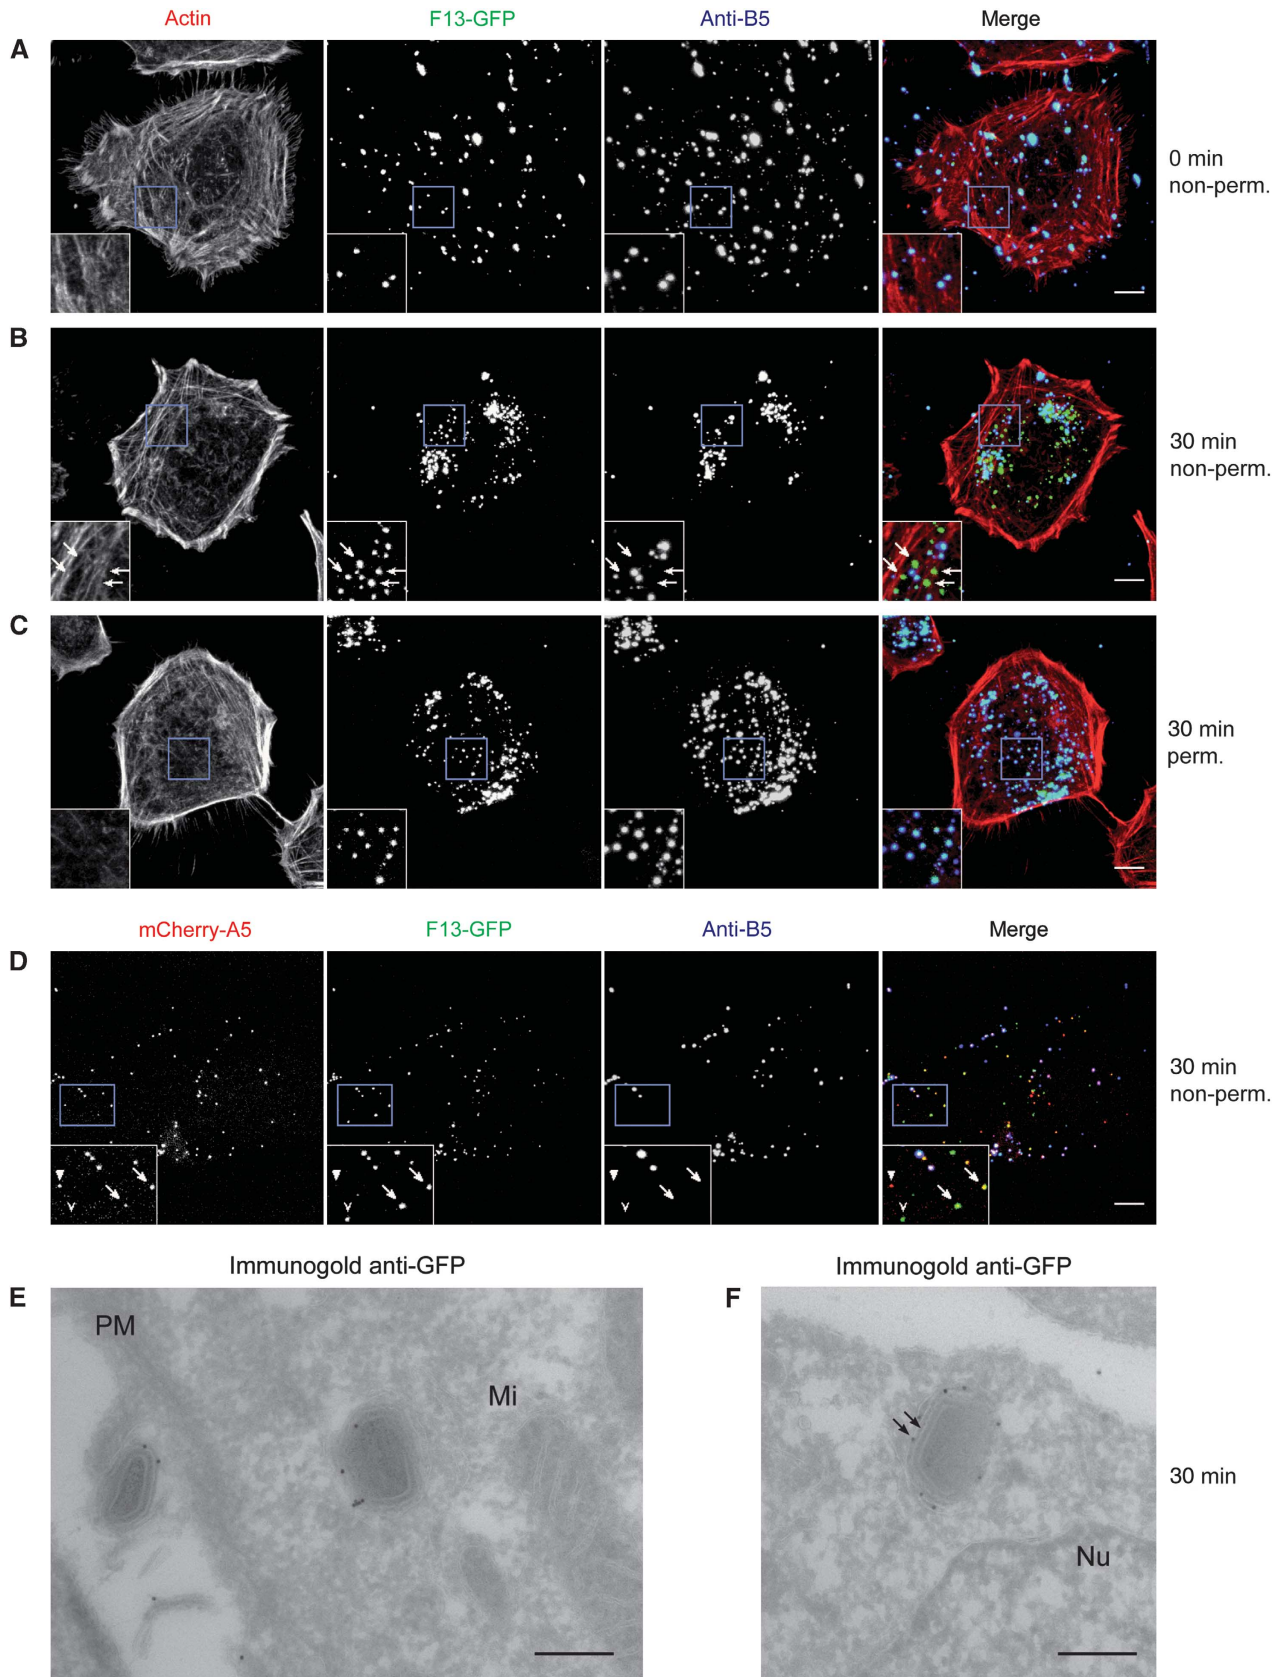 Actin F13-GFP Anti-B5 Merge
A
0 min
non-perm.
B
30 min
non-perm.
C
30 min
perm.
mCherry-A5 F13-GFP Anti-B5 Merge
D
30 min
non-perm.
Immunogold anti-GFP Immunogold anti-GFP
E F
PM
Mi
30 min
Nu